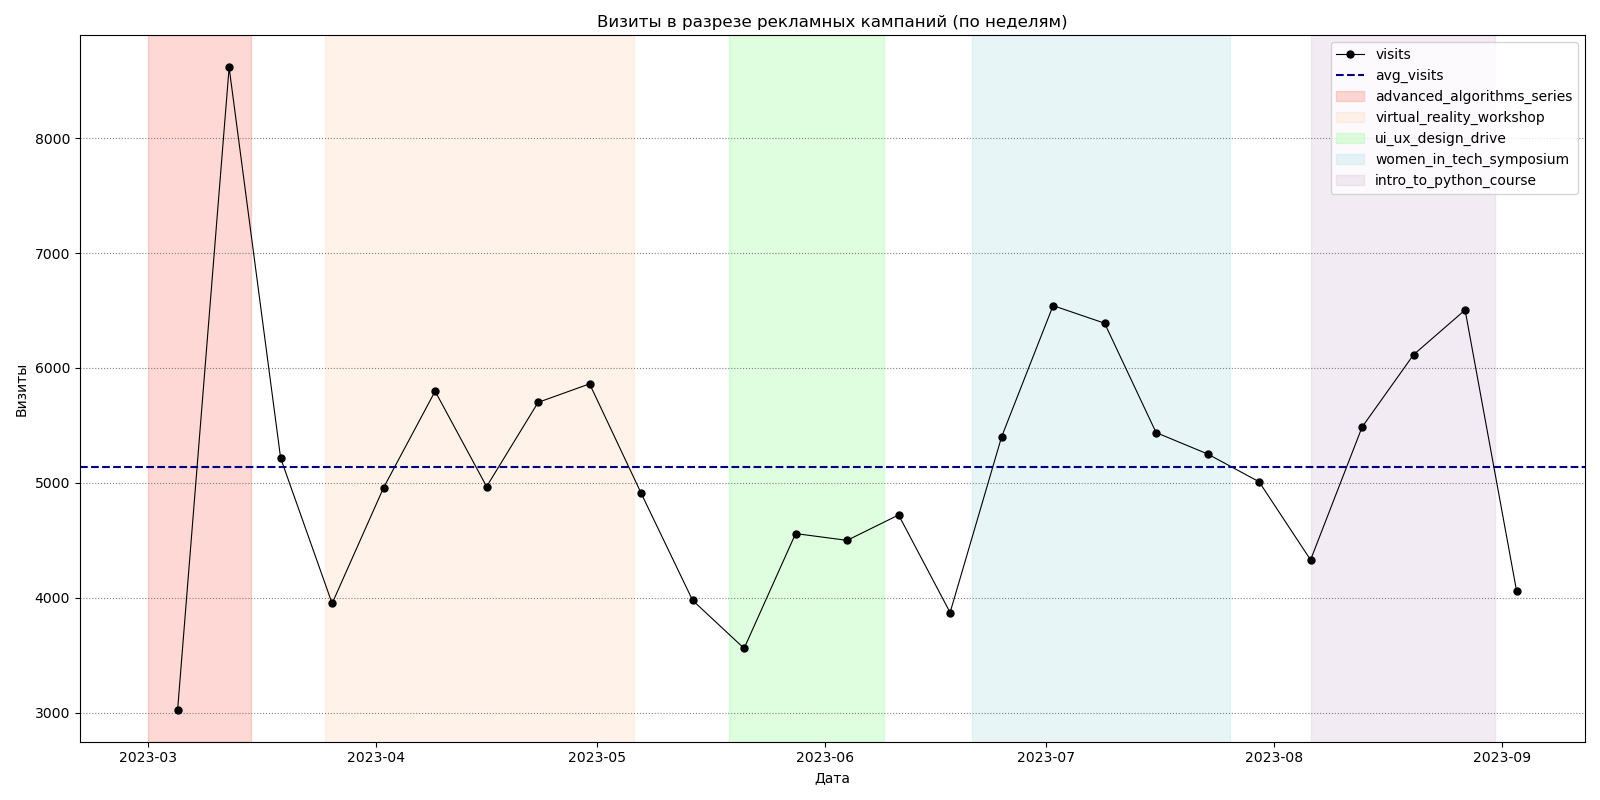 Визиты в разрезе рекламных кампаний (по неделям)
visits
avg_visits
advanced_algorithms_series
virtual_reality_workshop
ui_ux_design_drive
women_in_tech_symposium
intro_to_python_course
Визиты
8000
7000
6000
5000
4000
3000
2023-03
2023-04
2023-05
2023-06
2023-07
2023-08
2023-09
Дата